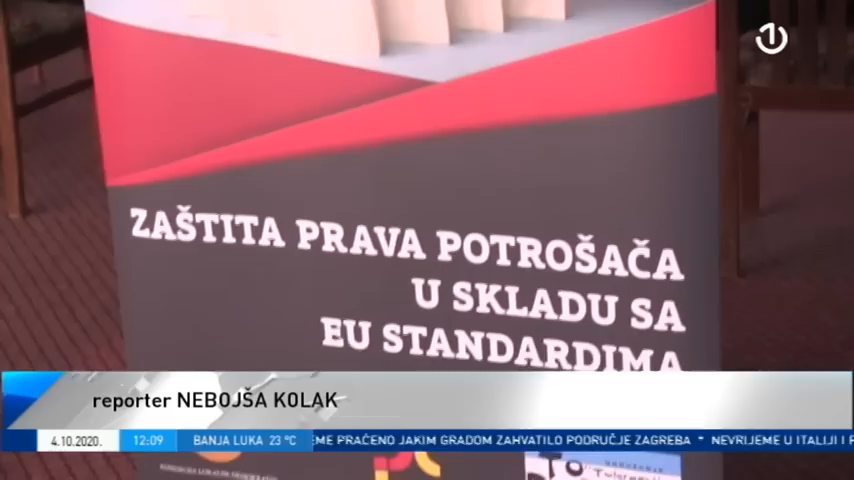 ZAŠTITA PRAVA POTROŠAČA
U SKLADU SA
EU STANDARDIMA
reporter NEBOJŠA KOLAK
4.10.2020. 12:09 BANJA LUKA 23 °C EME PRAĆENO JAKIM GRADOM ZAHVATILO PODRUČJE ZAGREBA * NEVRIJEME U ITALIJI I